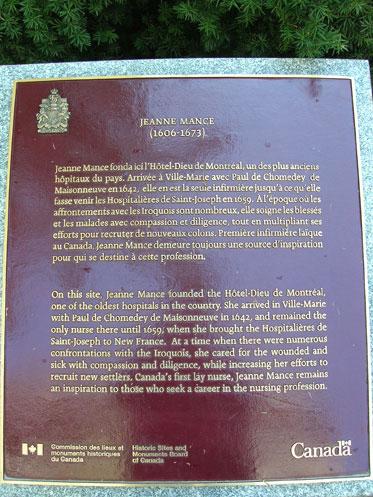 JEANNE MANCE
(1606-1673)
Jeanne Mance fonda ici l'Hôtel-Dieu de Montréal, un des plus anciens
hôpitaux du pays. Arrivée à Ville-Marie avec Paul de Chomedey de
Maisonneuve en 1642, elle en est la seule infirmière jusqu'à ce qu'elle
fasse venir les Hospitalières de Saint-Joseph en 1659. À l'époque où les
affrontements avec les Iroquois sont nombreux, elle soigne les blessés
et les malades avec compassion et diligence, tout en multipliant ses
efforts pour recruter de nouveaux colons. Première infirmière laïque
au Canada, Jeanne Mance demeure toujours une source d'inspiration
pour qui se destine à cette profession.
On this site, Jeanne Mance founded the Hôtel-Dieu of Montréal,
one of the oldest hospitals in the country. She arrived in Ville-Marie
with Paul de Chomedey de Maisonneuve in 1642, and remained the
only nurse there until 1659, when she brought the Hospitalières de
Saint-Joseph to New France. At a time when there were numerous
confrontations with the Iroquois, she cared for the wounded and
sick with compassion and diligence, while increasing her efforts to
recruit new settlers. Canada's first lay nurse, Jeanne Mance remains
an inspiration to those who seek a career in the nursing profession.
Commission des lieux et
monuments historiques
du Canada
Historic Sites and
Monuments Board
of Canada
Canada